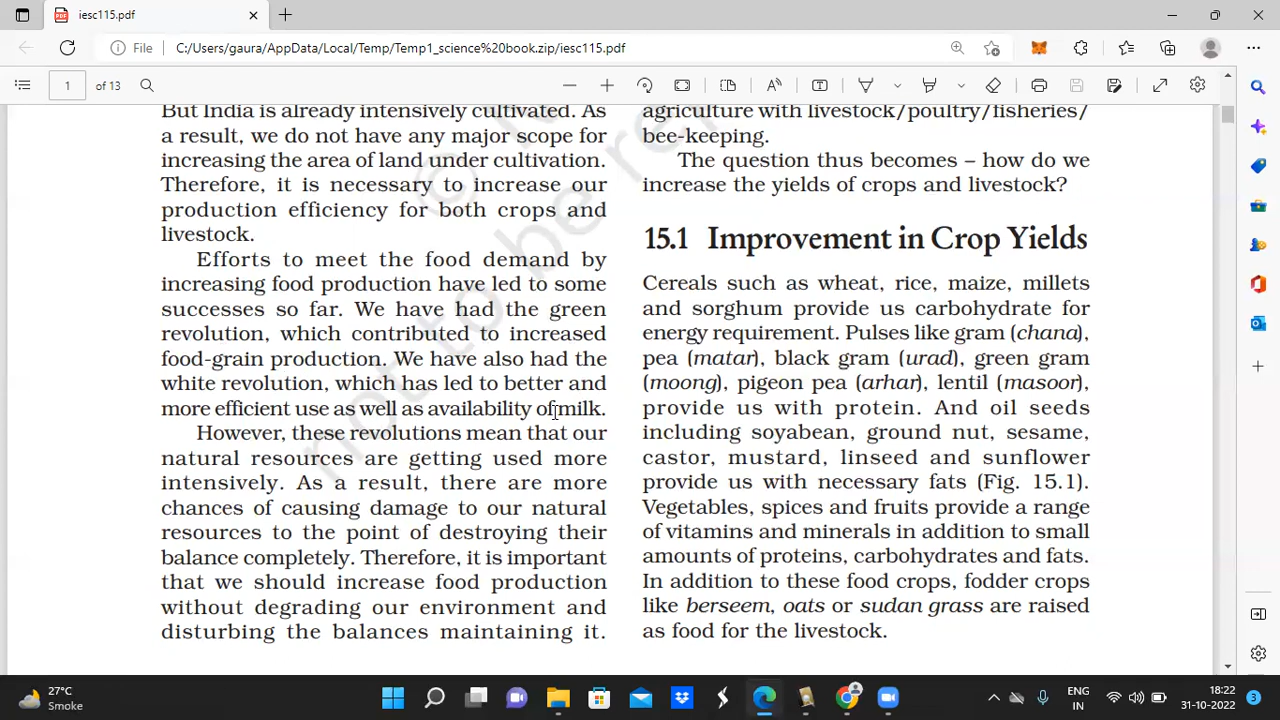 iesc115.pdf
File
C:/Users/gaura/AppData/Local/Temp/Temp1_science%20book.zip/iesc115.pdf
1 of 13
But India is already intensively cultivated. As
a result, we do not have any major scope for
increasing the area of land under cultivation.
Therefore, it is necessary to increase our
production efficiency for both crops and
livestock.
Efforts to meet the food demand by
increasing food production have led to some
successes so far. We have had the green
revolution, which contributed to increased
food-grain production. We have also had the
white revolution, which has led to better and
more efficient use as well as availability of milk.
However, these revolutions mean that our
natural resources are getting used more
intensively. As a result, there are more
chances of causing damage to our natural
resources to the point of destroying their
balance completely. Therefore, it is important
that we should increase food production
without degrading our environment and
disturbing the balances maintaining it.
agriculture with livestock/poultry/fisheries/
bee-keeping.
The question thus becomes – how do we
increase the yields of crops and livestock?
15.1 Improvement in Crop Yields
Cereals such as wheat, rice, maize, millets
and sorghum provide us carbohydrate for
energy requirement. Pulses like gram (chana),
pea (matar), black gram (urad), green gram
(moong), pigeon pea (arhar), lentil (masoor),
provide us with protein. And oil seeds
including soyabean, ground nut, sesame,
castor, mustard, linseed and sunflower
provide us with necessary fats (Fig. 15.1).
Vegetables, spices and fruits provide a range
of vitamins and minerals in addition to small
amounts of proteins, carbohydrates and fats.
In addition to these food crops, fodder crops
like berseem, oats or sudan grass are raised
as food for the livestock.
©
not to be re
27°C
Smoke
ENG
IN
18:22
31-10-2022
3